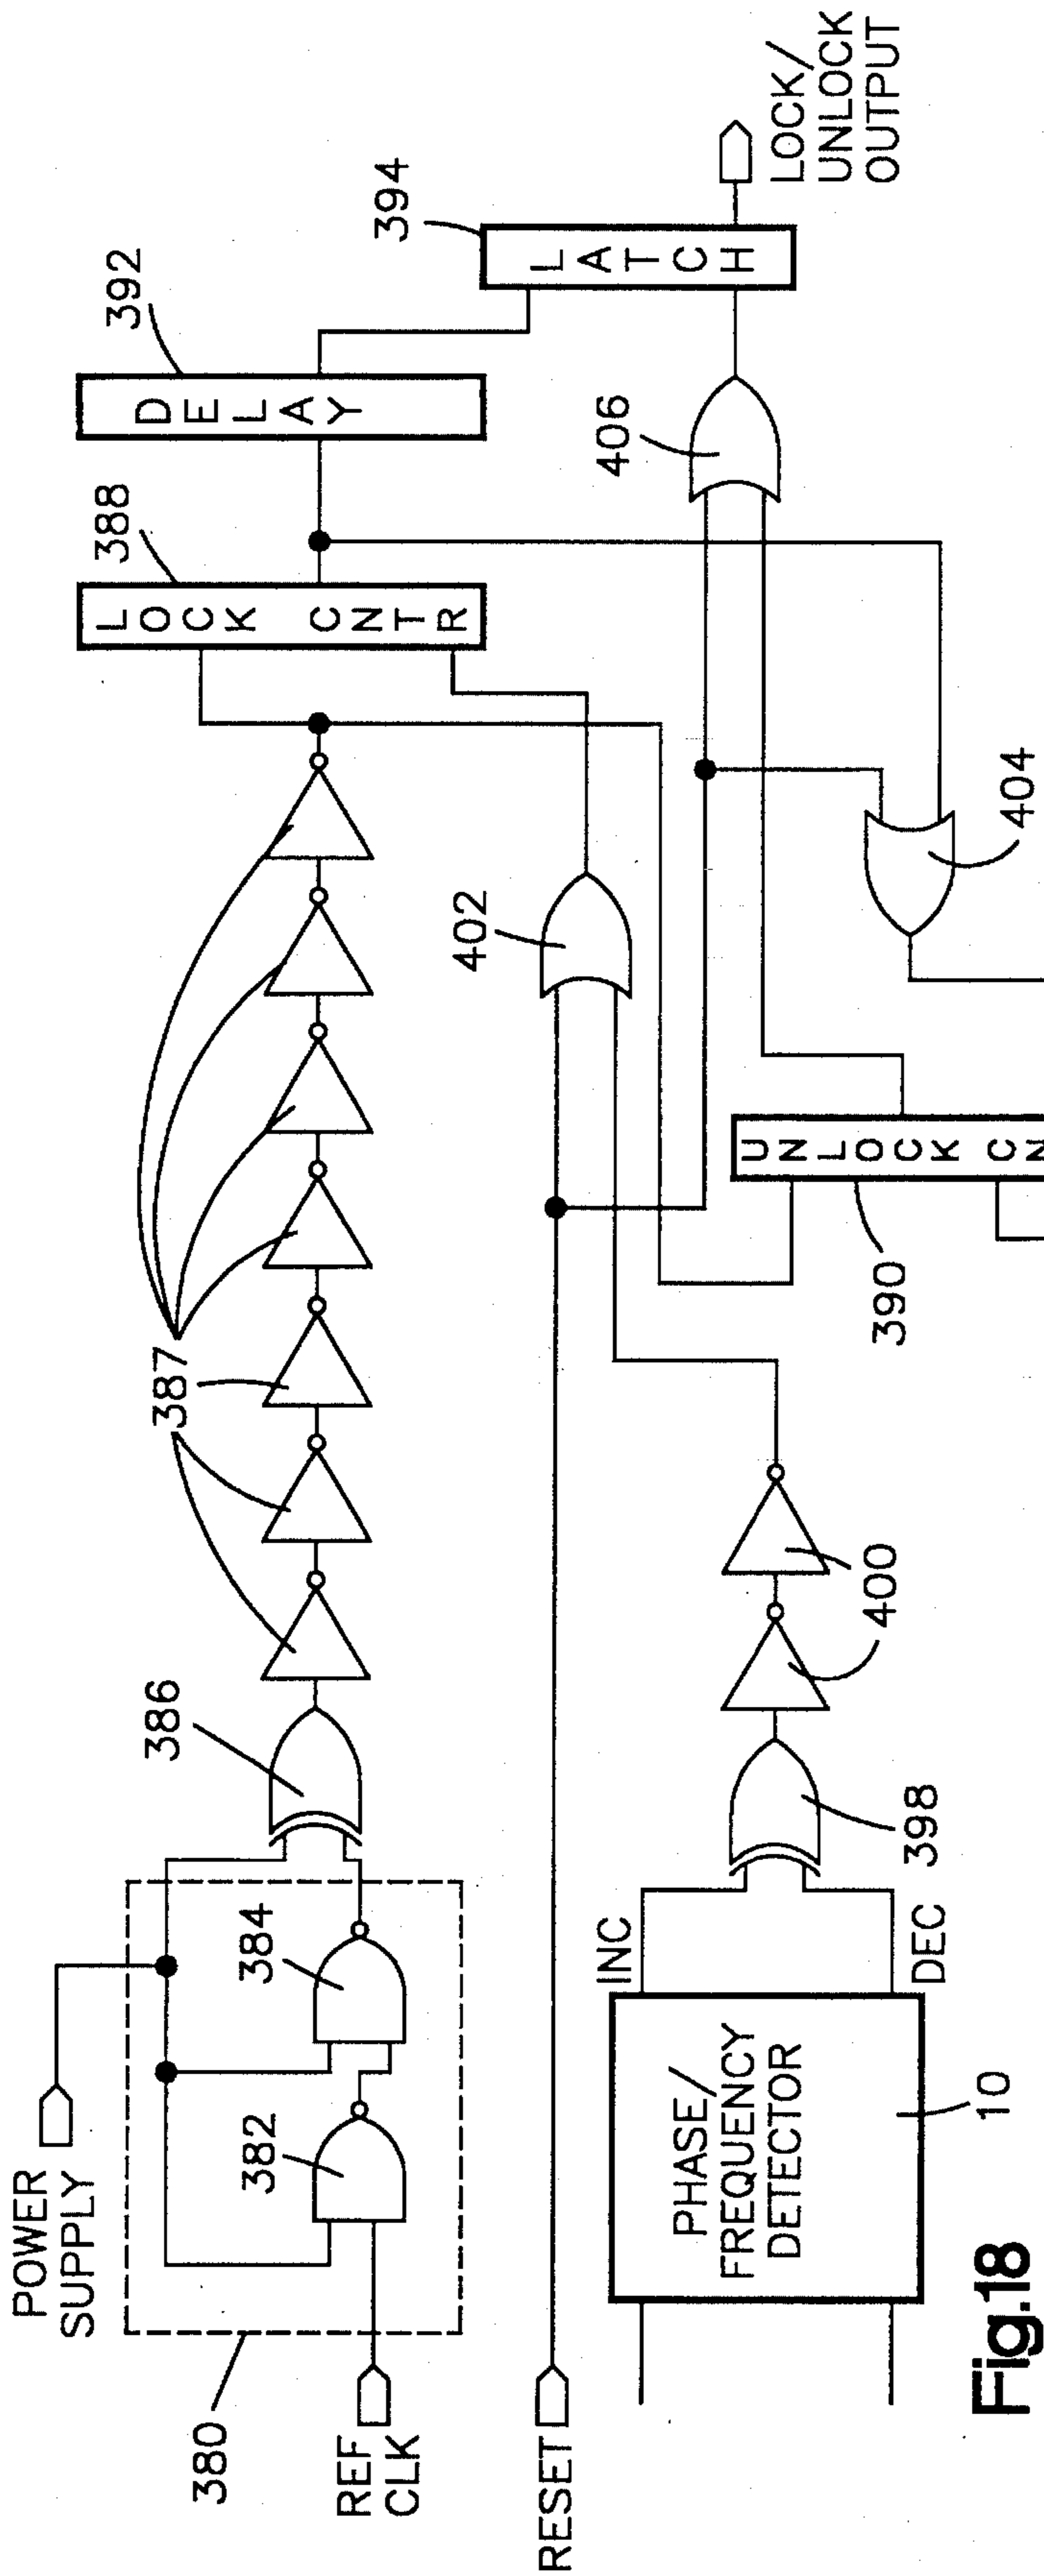 POWER
SUPPLY
380
382
384
386
387
388
LOCK CNTR
392
DELAY
394
LATCH
LOCK/
UNLOCK
OUTPUT
REF
CLK
402
406
RESET
INC
PHASE/
FREQUENCY
DETECTOR
DEC
10
398
400
390
UNLOCK CN
404
Fig.18